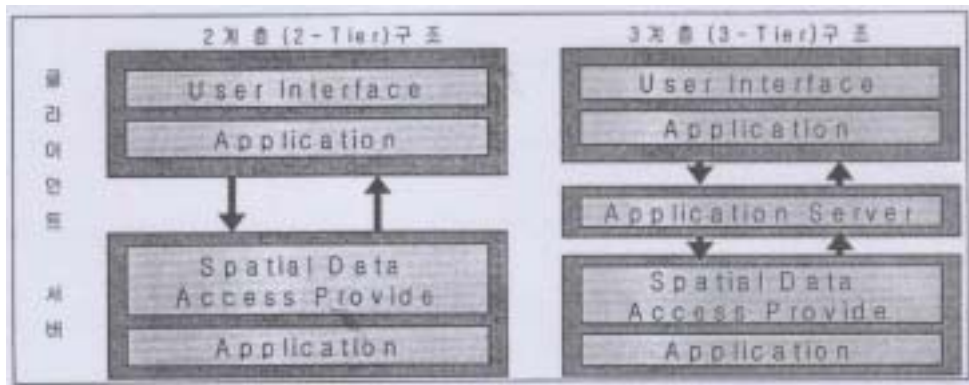 2계층 (2-Tier)구조
3계층 (3-Tier)구조
클라이언트
서버
User Interface
Application
Spatial Data
Access Provide
Application
User Interface
Application
Application Server
Spatial Data
Access Provide
Application